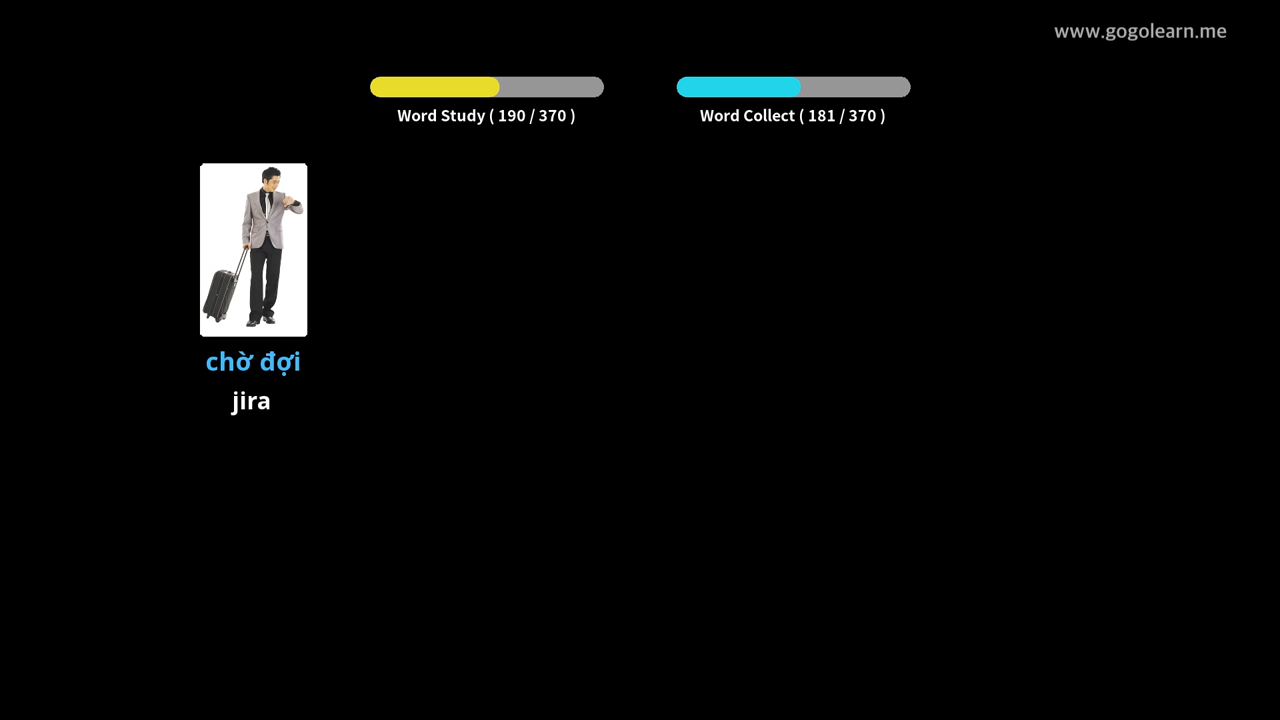 www.gogolearn.me
Word Study ( 190 / 370 )
Word Collect ( 181 / 370 )
chờ đợi
jira